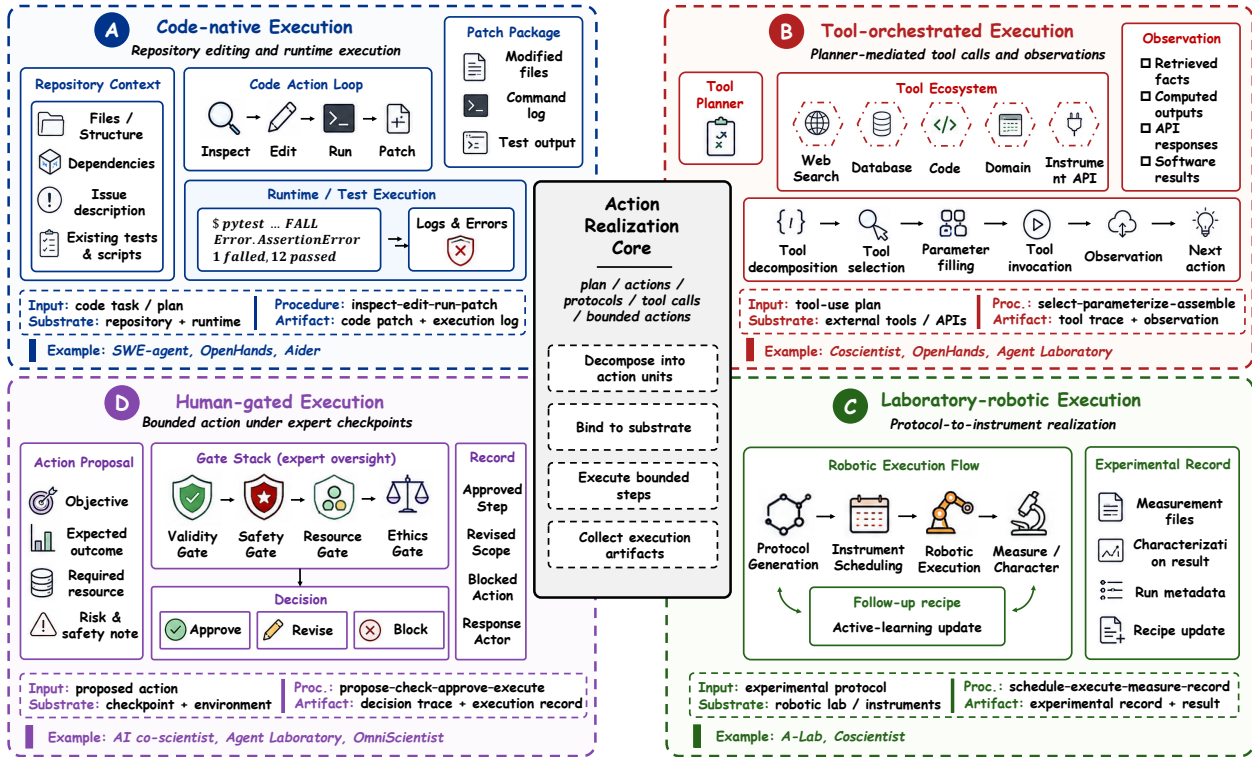 A
Code-native Execution
Repository editing and runtime execution
Repository Context
Files /
Structure
Dependencies
Issue
description
Existing tests
& scripts
Code Action Loop
Inspect
Edit
Run
Patch
Patch Package
Modified
files
Command
log
Test output
Runtime / Test Execution
$ pytest ... FALL
Error.AssertionError
1 failed, 12 passed
Logs & Errors
Input: code task / plan
Substrate: repository + runtime
Procedure: inspect-edit-run-patch
Artifact: code patch + execution log
Example: SWE-agent, OpenHands, Aider
B
Tool-orchestrated Execution
Planner-mediated tool calls and observations
Tool
Planner
Tool Ecosystem
Web
Search
Database
Code
Domain
Instrume
nt API
Observation
Retrieved
facts
Computed
outputs
API
responses
Software
results
Tool
decomposition
Tool
selection
Parameter
filling
Tool
invocation
Observation
Next
action
Input: tool-use plan
Substrate: external tools / APIs
Proc.: select-parameterize-assemble
Artifact: tool trace + observation
Example: Coscientist, OpenHands, Agent Laboratory
Action
Realization
Core
plan / actions /
protocols / tool calls
/ bounded actions
Decompose into
action units
Bind to substrate
Execute bounded
steps
Collect execution
artifacts
D
Human-gated Execution
Bounded action under expert checkpoints
Action Proposal
Objective
Expected
outcome
Required
resource
Risk &
safety note
Gate Stack (expert oversight)
Validity
Gate
Safety
Gate
Resource
Gate
Ethics
Gate
Decision
Approve
Revise
Block
Record
Approved
Step
Revised
Scope
Blocked
Action
Response
Actor
Input: proposed action
Substrate: checkpoint + environment
Proc.: propose-check-approve-execute
Artifact: decision trace + execution record
Example: AI co-scientist, Agent Laboratory, OmniScientist
C
Laboratory-robotic Execution
Protocol-to-instrument realization
Robotic Execution Flow
Protocol
Generation
Instrument
Scheduling
Robotic
Execution
Measure /
Character
Follow-up recipe
Active-learning update
Experimental Record
Measurement
files
Characterizati
on result
Run metadata
Recipe update
Input: experimental protocol
Substrate: robotic lab / instruments
Proc.: schedule-execute-measure-record
Artifact: experimental record + result
Example: A-Lab, Coscientist